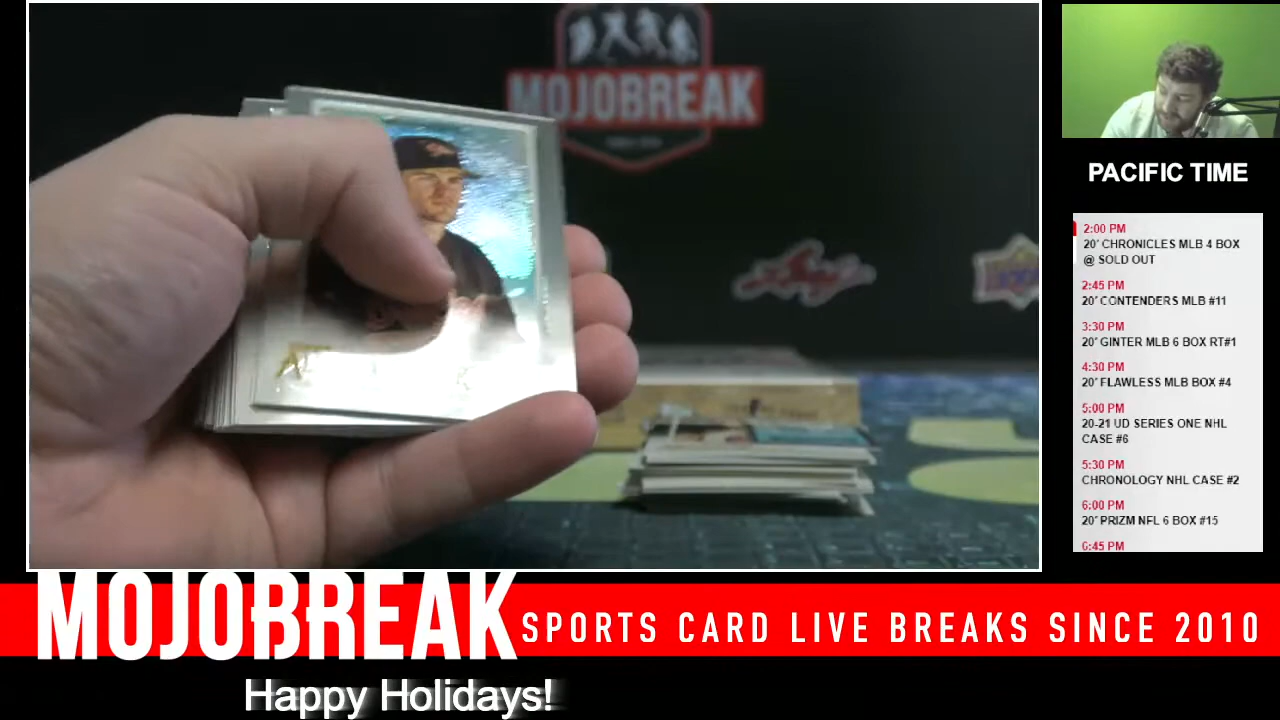 MOJOBREAK
PACIFIC TIME
2:00 PM
20' CHRONICLES MLB 4 BOX
@ SOLD OUT
2:45 PM
20' CONTENDERS MLB #11
3:30 PM
20' GINTER MLB 6 BOX RT#1
4:30 PM
20' FLAWLESS MLB BOX #4
5:00 PM
20-21 UD SERIES ONE NHL
CASE #6
5:30 PM
CHRONOLOGY NHL CASE #2
6:00 PM
20' PRIZM NFL 6 BOX #15
6:45 PM
MOJOBREAK
SPORTS CARD LIVE BREAKS SINCE 2010
Happy Holidays!